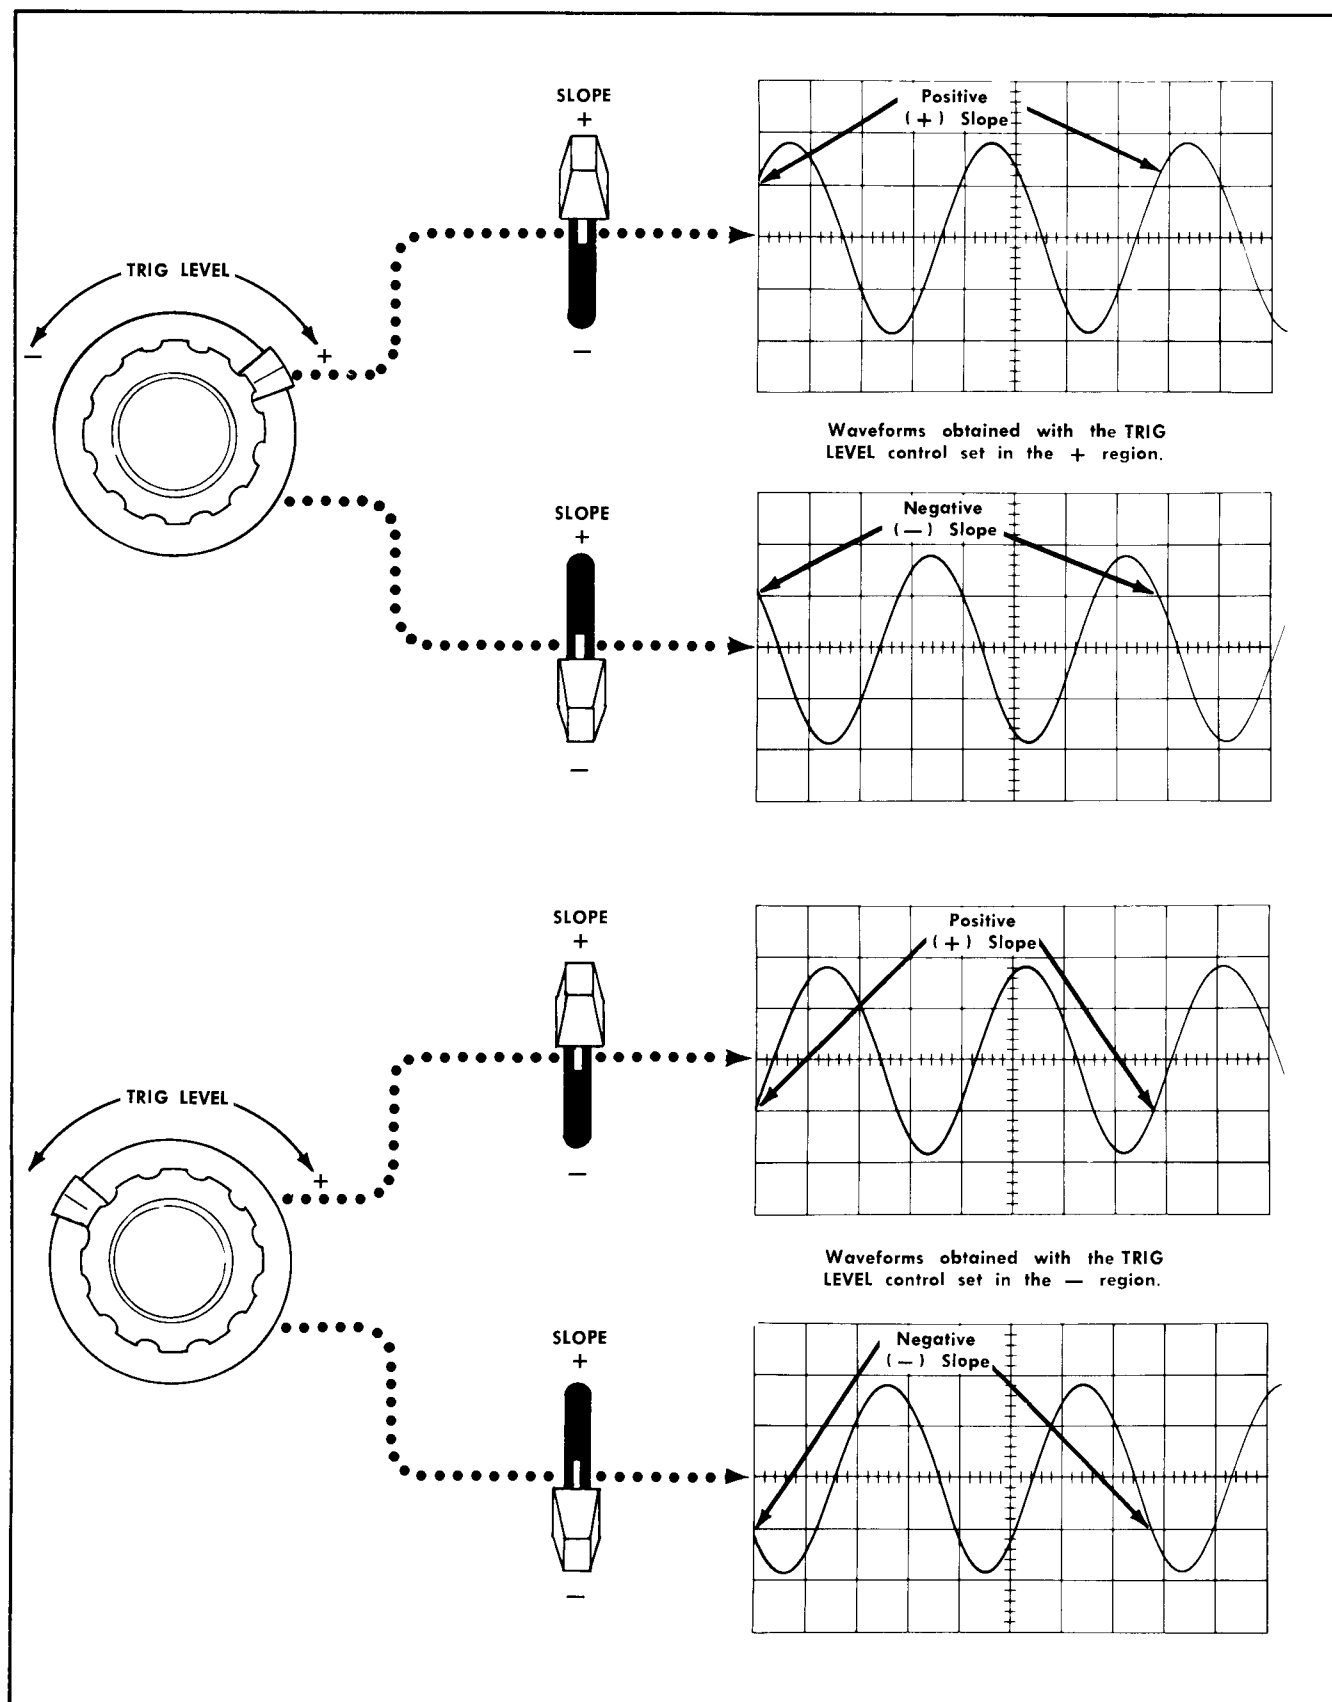 SLOPE
+
−
TRIG LEVEL
−
+
Positive
(+) Slope
Waveforms obtained with the TRIG
LEVEL control set in the + region.
SLOPE
+
−
Negative
(−) Slope
SLOPE
+
−
TRIG LEVEL
+
Positive
(+) Slope
Waveforms obtained with the TRIG
LEVEL control set in the − region.
SLOPE
+
−
Negative
(−) Slope